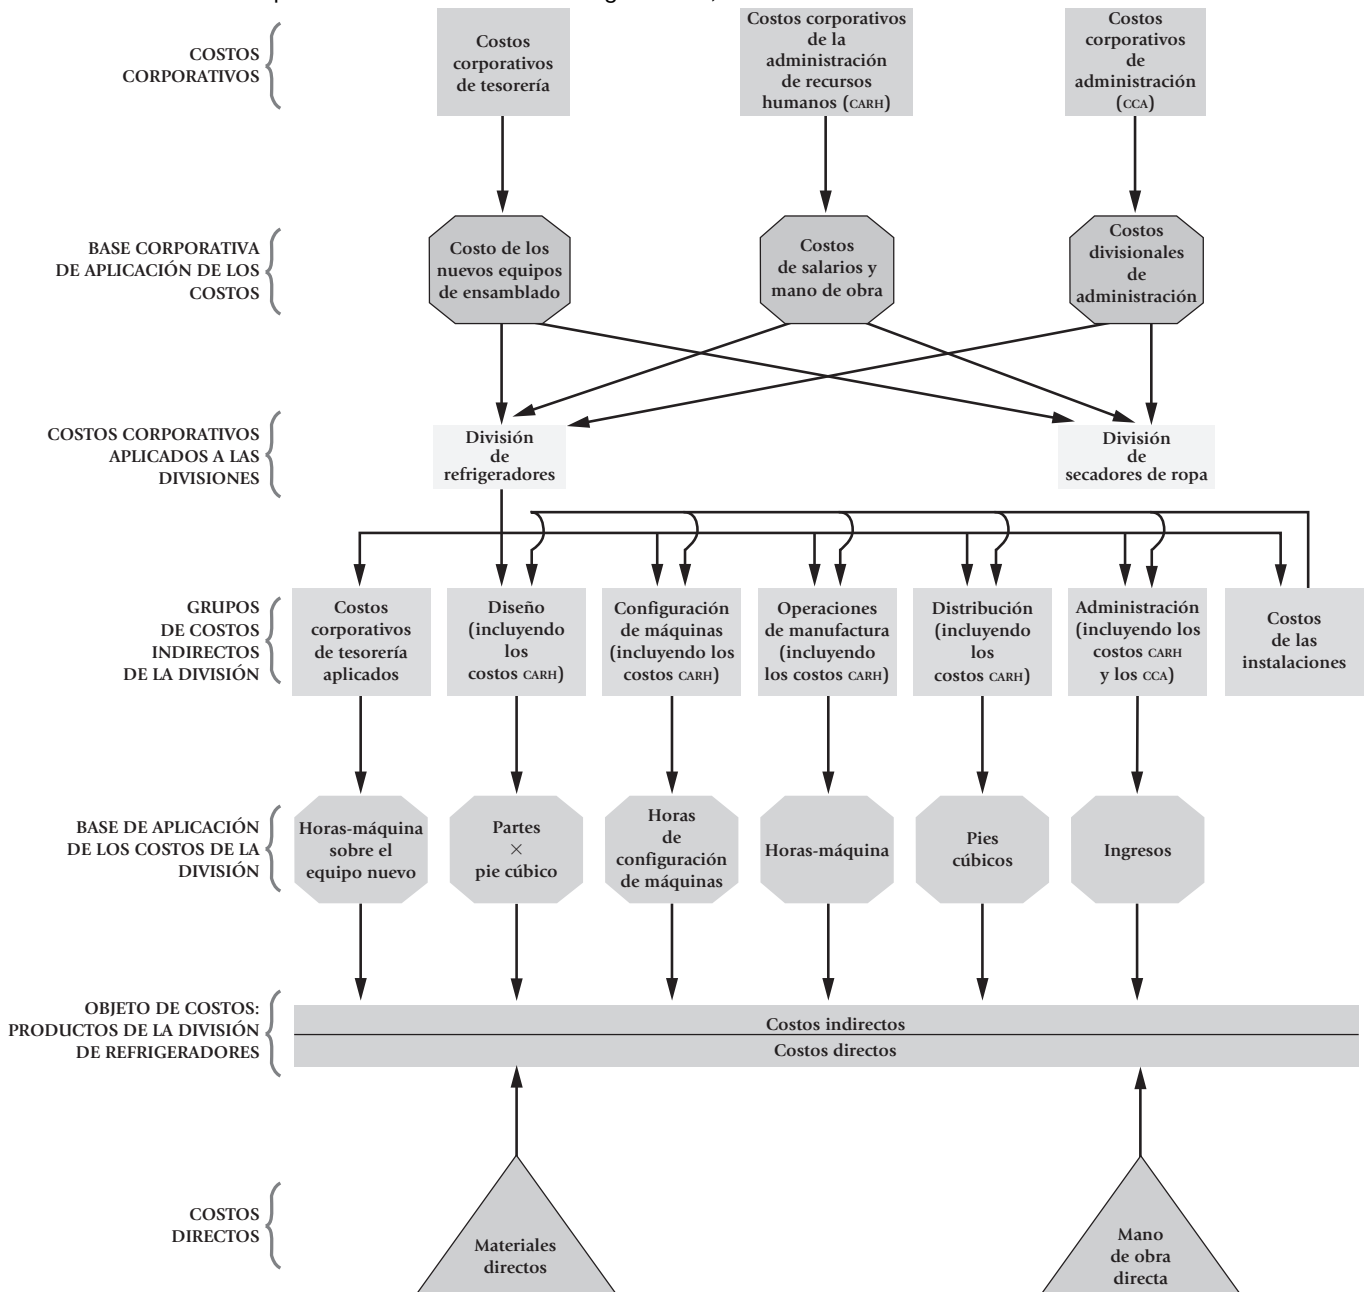 Costos
corporativos
de tesorería
Costos corporativos
de la
administración
de recursos
humanos (CARH)
Costos
corporativos
de
administración
(CCA)
COSTOS
CORPORATIVOS
BASE CORPORATIVA
DE APLICACIÓN DE LOS
COSTOS
Costo de los
nuevos equipos
de ensamblado
Costos
de salarios y
mano de obra
Costos
divisionales
de
administración
COSTOS CORPORATIVOS
APLICADOS A LAS
DIVISIONES
División
de
refrigeradores
División
de
secadores de ropa
GRUPOS
DE COSTOS
INDIRECTOS
DE LA DIVISIÓN
Costos
corporativos
de tesorería
aplicados
Diseño
(incluyendo
los
costos CARH)
Configuración
de máquinas
(incluyendo los
costos CARH)
Operaciones
de manufactura
(incluyendo
los costos CARH)
Distribución
(incluyendo
los
costos CARH)
Administración
(incluyendo los
costos CARH
y los CCA)
Costos
de las
instalaciones
BASE DE APLICACIÓN
DE LOS COSTOS DE LA
DIVISIÓN
Horas-máquina
sobre el
equipo nuevo
Partes
×
pie cúbico
Horas
de
configuración
de máquinas
Horas-máquina
Pies
cúbicos
Ingresos
OBJETO DE COSTOS:
PRODUCTOS DE LA DIVISIÓN
DE REFRIGERADORES
Costos indirectos
Costos directos
COSTOS
DIRECTOS
Materiales
directos
Mano
de obra
directa